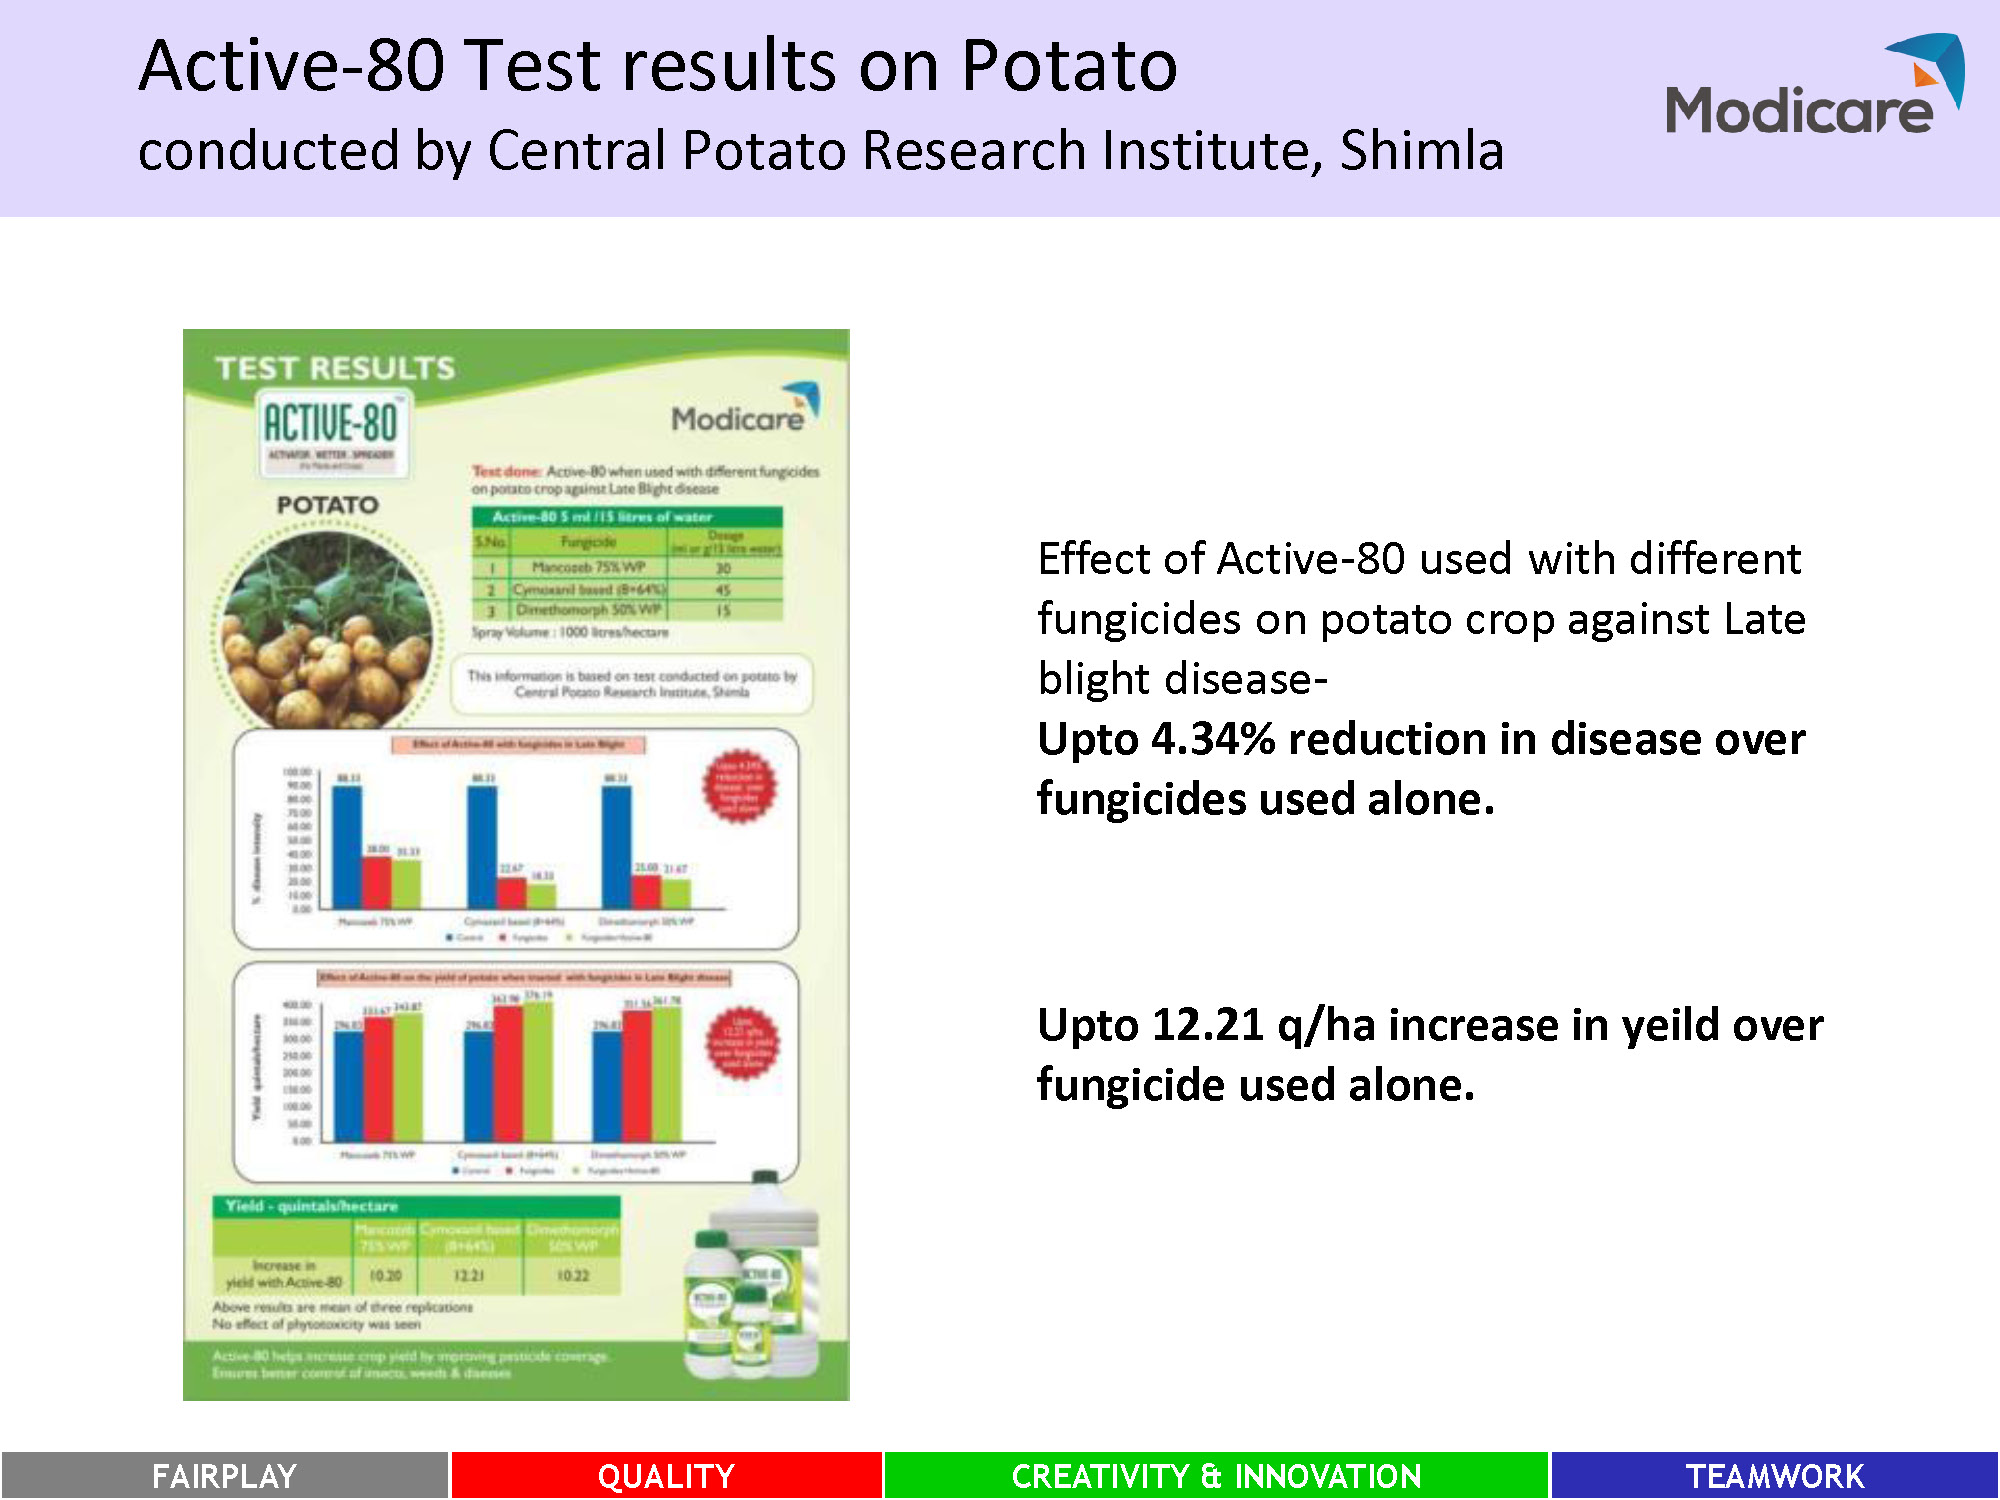 Active-80 Test results on Potato
conducted by Central Potato Research Institute, Shimla
Modicare
TEST RESULTS
ACTIVE-80
ACTIVATOR . WETTER . SPREADER
Modicare
POTATO
Test done: Active-80 when used with different fungicides
on potato crop against Late Blight disease
Active-80 5 ml /15 litres of water
S.No. Fungicide Dosage
(ml or g/15 litre water)
1 Mancozeb 75% WP 30
2 Cymoxanil based (8+64%) 45
3 Dimethomorph 50% WP 15
Spray Volume : 1000 litres/hectare
This information is based on test conducted on potato by
Central Potato Research Institute, Shimla
Effect of Active-80 with fungicides in Late Blight
Upto 4.34%
reduction in
disease over
fungicides
used alone
% disease intensity
100.00
90.00
80.00
70.00
60.00
50.00
40.00
30.00
20.00
10.00
0.00
88.33 38.00 35.33
88.33 22.67 18.33
88.33 25.00 21.67
Mancozeb 75% WP Cymoxanil based (8+64%) Dimethomorph 50% WP
Control Fungicides Fungicides+Active-80
Effect of Active-80 on the yield of potato when treated with fungicides in Late Blight disease
Upto
12.21 q/ha
increase in yield
over fungicides
used alone
Yield quintals/hectare
400.00
350.00
300.00
250.00
200.00
150.00
100.00
50.00
0.00
296.83 333.67 343.87
296.83 363.98 376.19
296.83 351.56 361.78
Mancozeb 75% WP Cymoxanil based (8+64%) Dimethomorph 50% WP
Control Fungicides Fungicides+Active-80
Yield - quintals/hectare
Mancozeb Cymoxanil based Dimethomorph
75% WP (8+64%) 50% WP
Increase in
yield with Active-80 10.20 12.21 10.22
Above results are mean of three replications
No effect of phytotoxicity was seen
Active-80 helps increase crop yield by improving pesticide coverage.
Ensures better control of insects, weeds & diseases
ACTIVE-80
ACTIVE-80
Effect of Active-80 used with different
fungicides on potato crop against Late
blight disease-
Upto 4.34% reduction in disease over
fungicides used alone.
Upto 12.21 q/ha increase in yeild over
fungicide used alone.
FAIRPLAY
QUALITY
CREATIVITY & INNOVATION
TEAMWORK